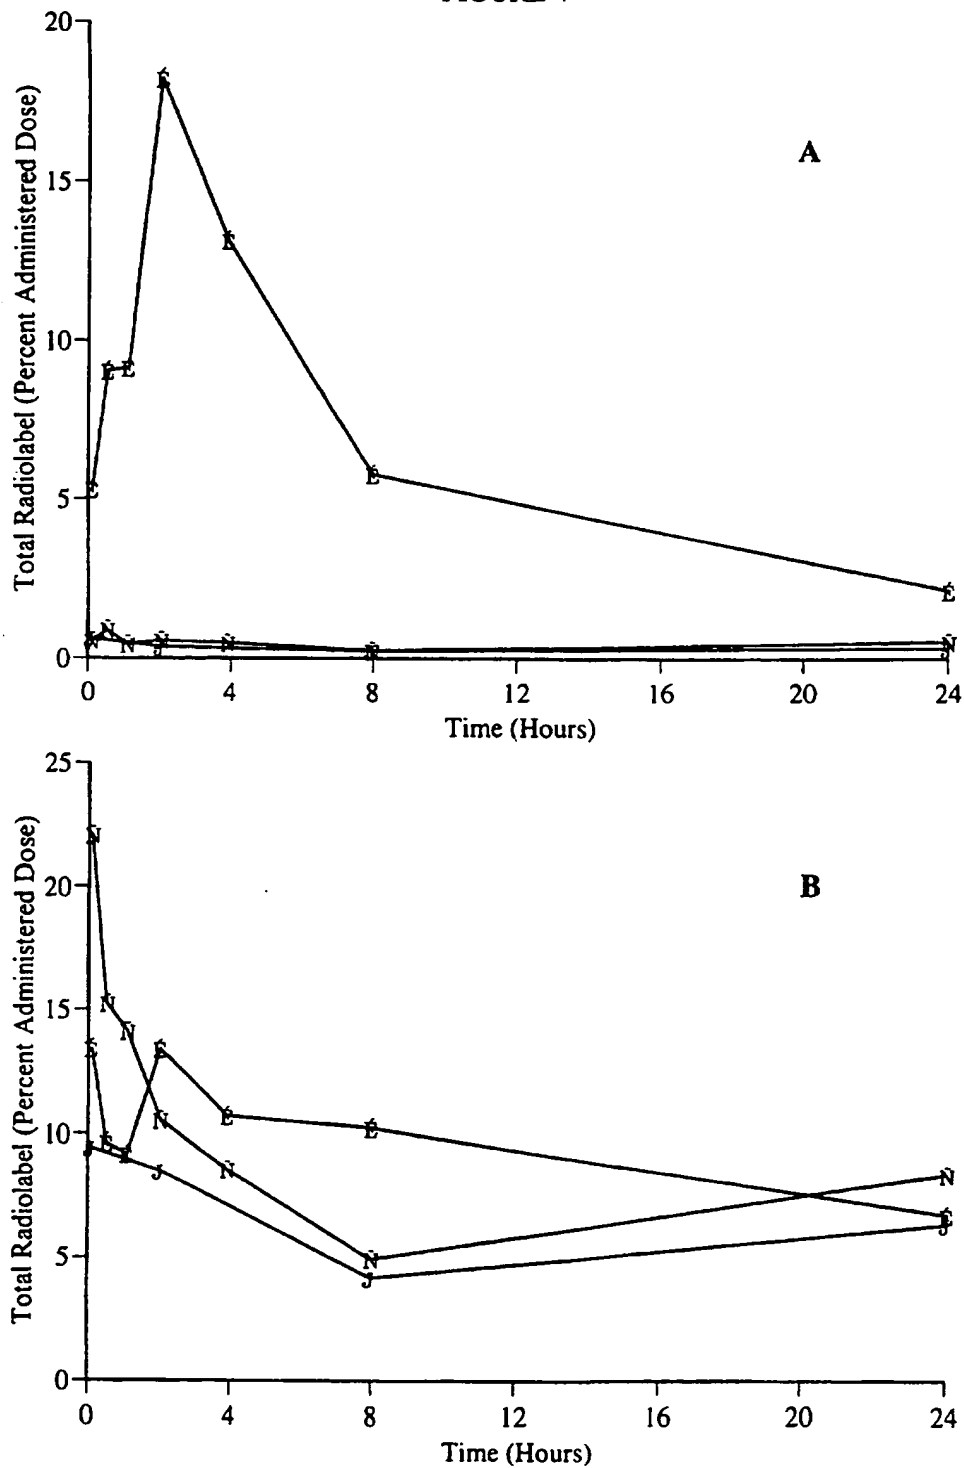 20
15
10
5
0
Total Radiolabel (Percent Administered Dose)
A
E
E E
E
E
E
E
N
N
N
N
J
N
N
J
0 4 8 12 16 20 24
Time (Hours)
25
20
15
10
5
0
Total Radiolabel (Percent Administered Dose)
B
N
N
N
E
E
N
E
E
E
J
J
N
N
J
N
E
J
0 4 8 12 16 20 24
Time (Hours)